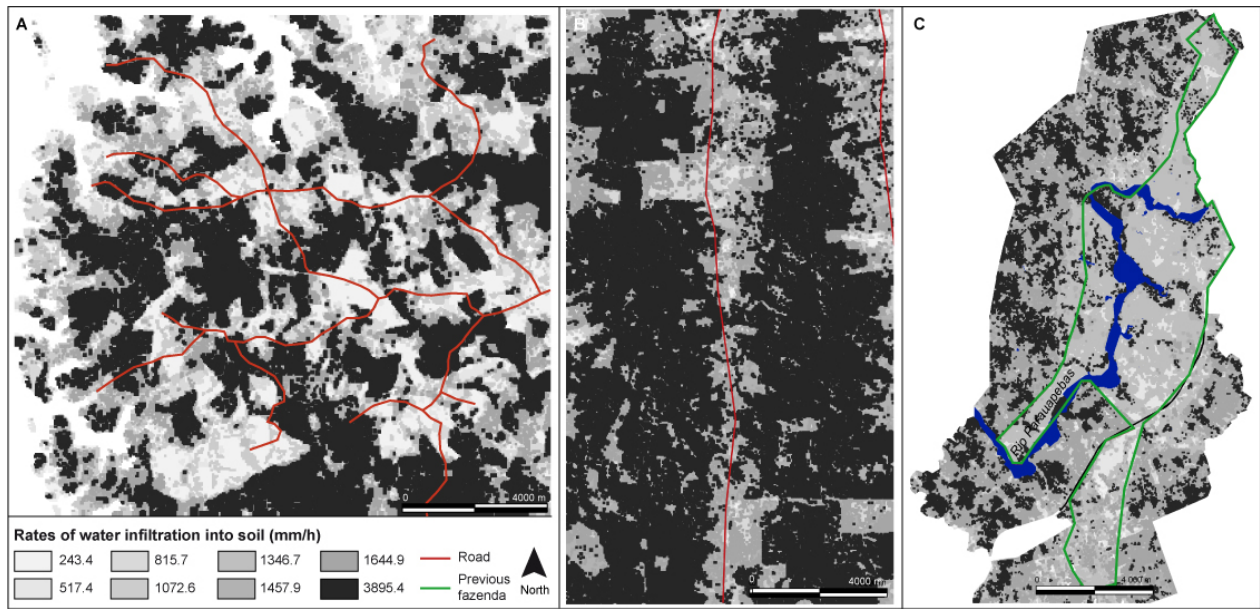 A
B
C
0 4000 m
0 4000 m
0 4 000 m
Rio Parauapebas
Rates of water infiltration into soil (mm/h)
243.4 815.7 1346.7 1644.9 Road
517.4 1072.6 1457.9 3895.4 Previous fazenda
North